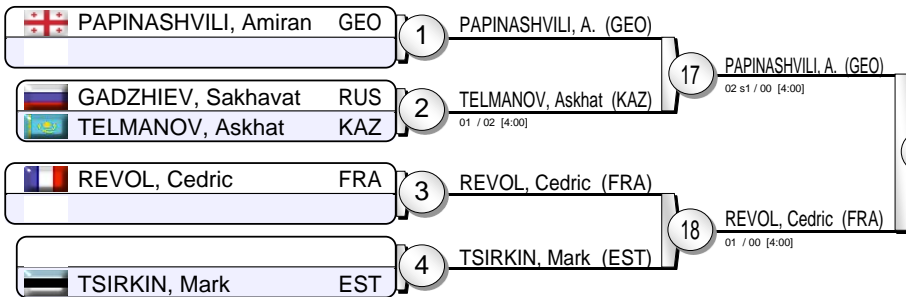 PAPINASHVILI, Amiran GEO
1
PAPINASHVILI, A. (GEO)
17
PAPINASHVILI, A. (GEO)
02 s1 / 00 [4:00]
GADZHIEV, Sakhavat RUS
TELMANOV, Askhat KAZ
2
TELMANOV, Askhat (KAZ)
01 / 02 [4:00]
REVOL, Cedric FRA
3
REVOL, Cedric (FRA)
18
REVOL, Cedric (FRA)
01 / 00 [4:00]
TSIRKIN, Mark EST
4
TSIRKIN, Mark (EST)